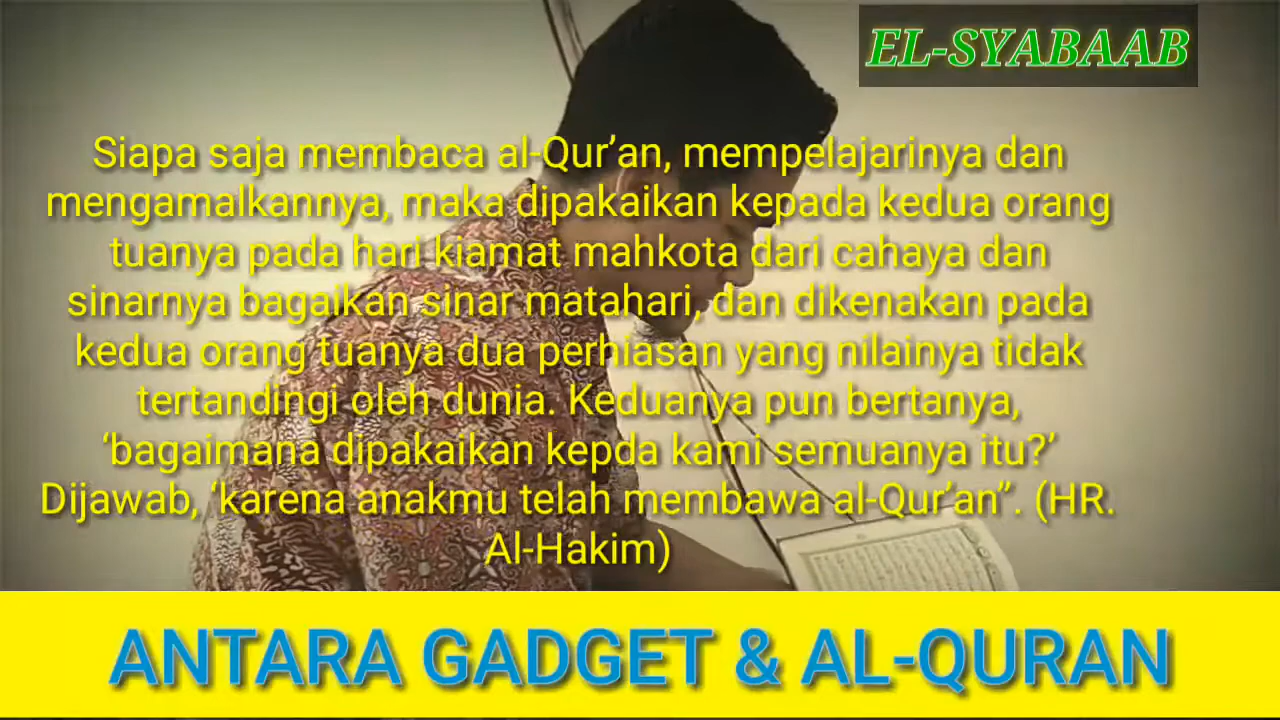 EL-SYABAAB
Siapa saja membaca al-Qur’an, mempelajarinya dan
mengamalkannya, maka dipakaikan kepada kedua orang
tuanya pada hari kiamat mahkota dari cahaya dan
sinarnya bagaikan sinar matahari, dan dikenakan pada
kedua orang tuanya dua perhiasan yang nilainya tidak
tertandingi oleh dunia. Keduanya pun bertanya,
‘bagaimana dipakaikan kepda kami semuanya itu?’
Dijawab, ‘karena anakmu telah membawa al-Qur’an”. (HR.
Al-Hakim)
ANTARA GADGET & AL-QURAN